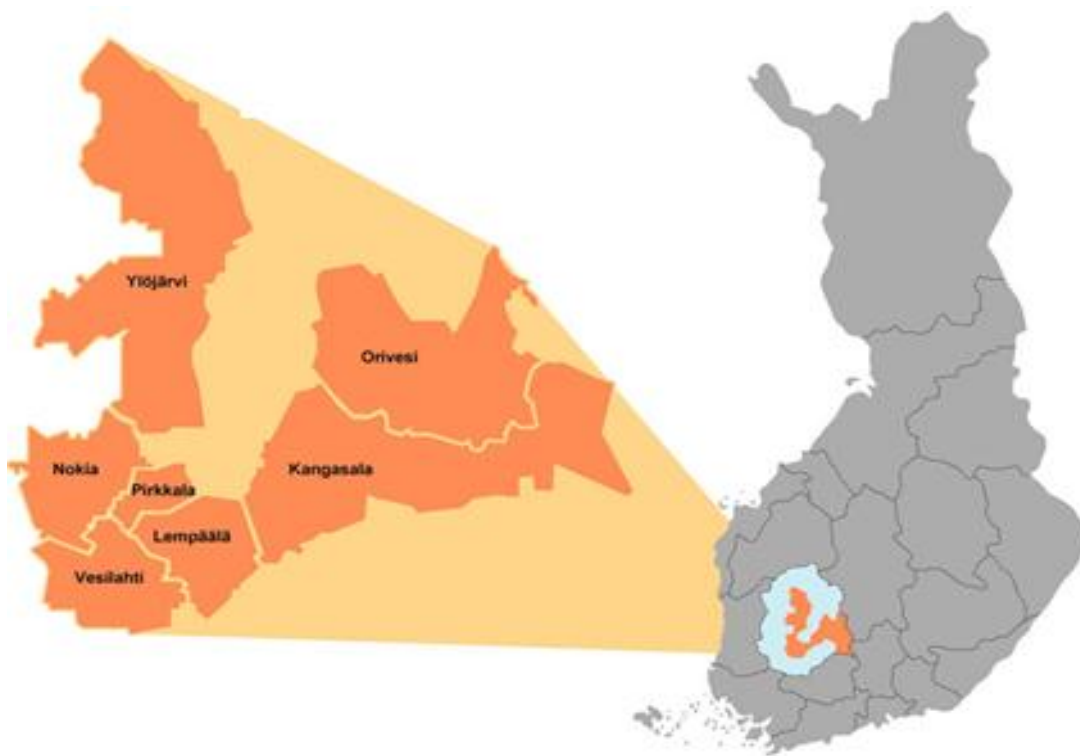 Ylöjärvi
Orivesi
Nokia
Kangasala
Pirkkala
Lempäälä
Vesilahti